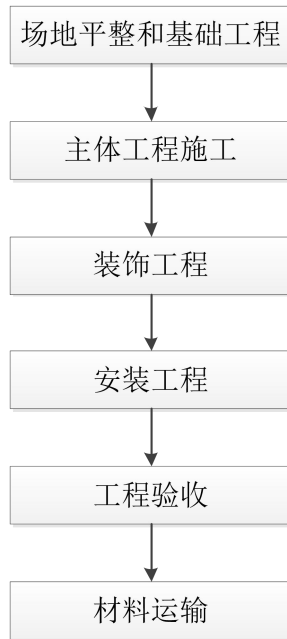 场地平整和基础工程
主体工程施工
装饰工程
安装工程
工程验收
材料运输